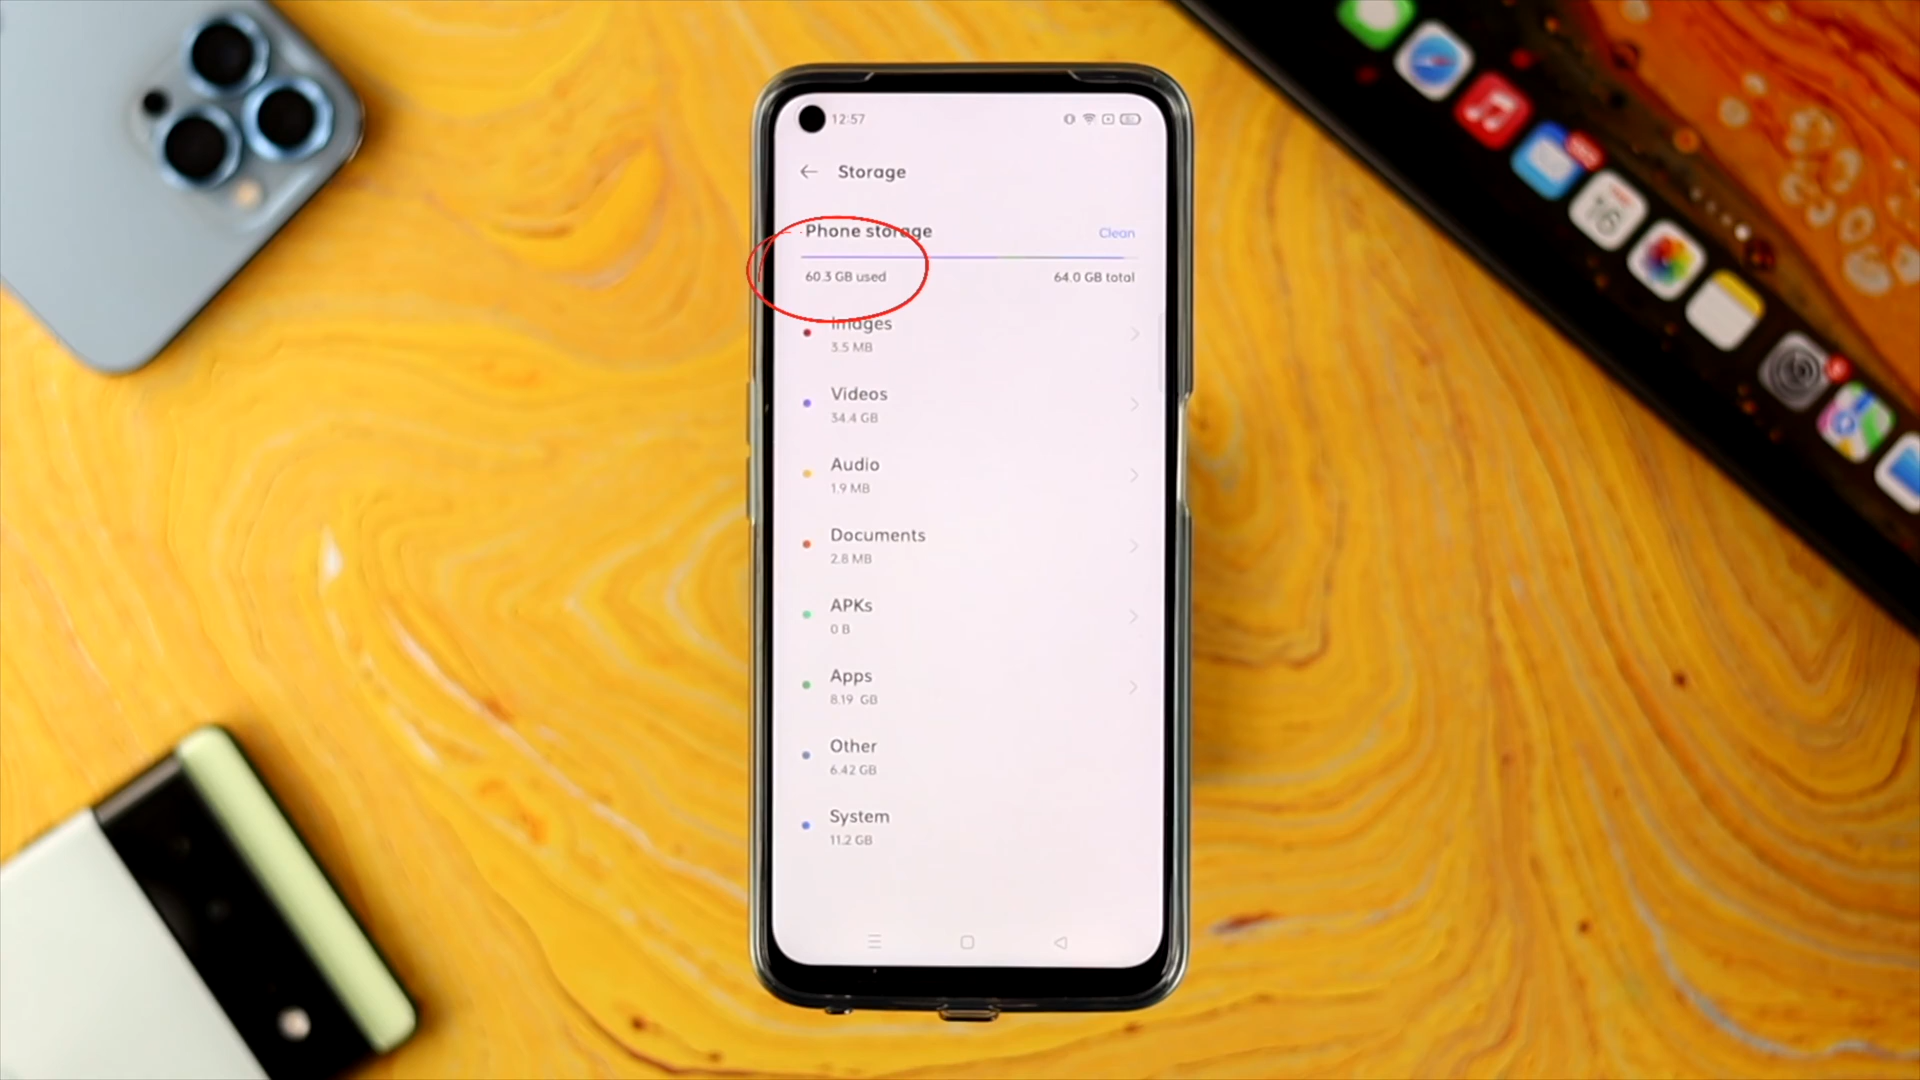 12:57
Storage
Phone storage
Clean
60.3 GB used
64.0 GB total
Images
3.5 MB
Videos
34.4 GB
Audio
1.9 MB
Documents
2.8 MB
APKs
0 B
Apps
8.19 GB
Other
6.42 GB
System
11.2 GB
16